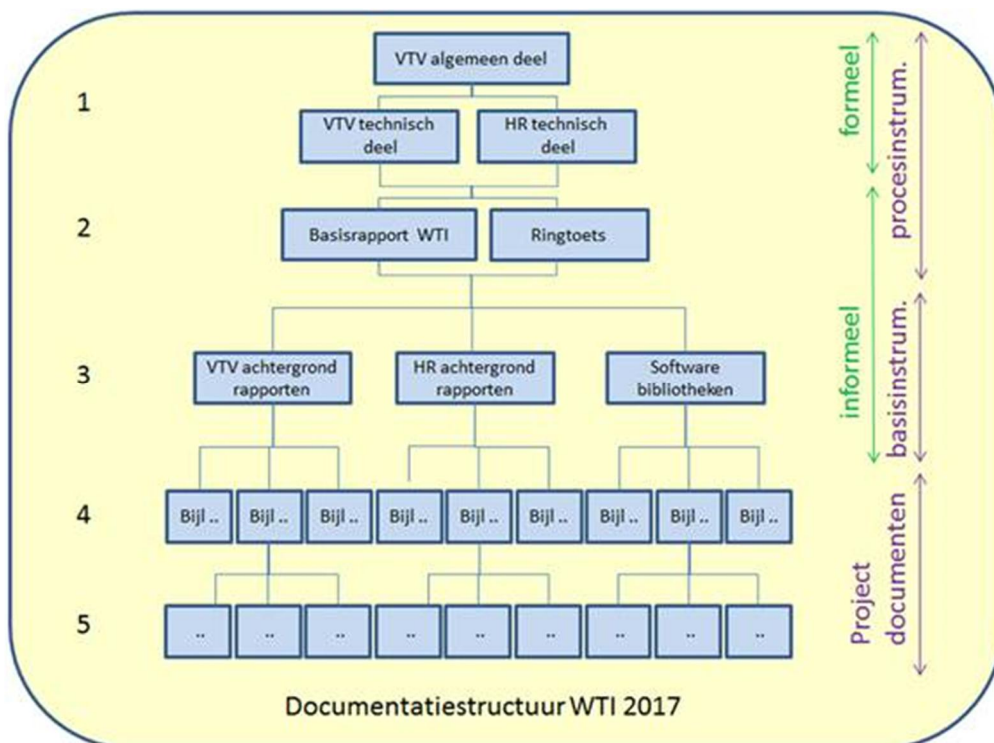 VTV algemeen deel
1
VTV technisch
deel
HR technisch
deel
2
Basisrapport WTI
Ringtoets
3
VTV achtergrond
rapporten
HR achtergrond
rapporten
Software
bibliotheken
4
Bijl ..
Bijl ..
Bijl ..
Bijl ..
Bijl ..
Bijl ..
Bijl ..
Bijl ..
Bijl ..
5
..
..
..
..
..
..
..
..
..
formeel
informeel
procesinstrum.
basisinstrum.
Project
documenten
Documentatiestructuur WTI 2017